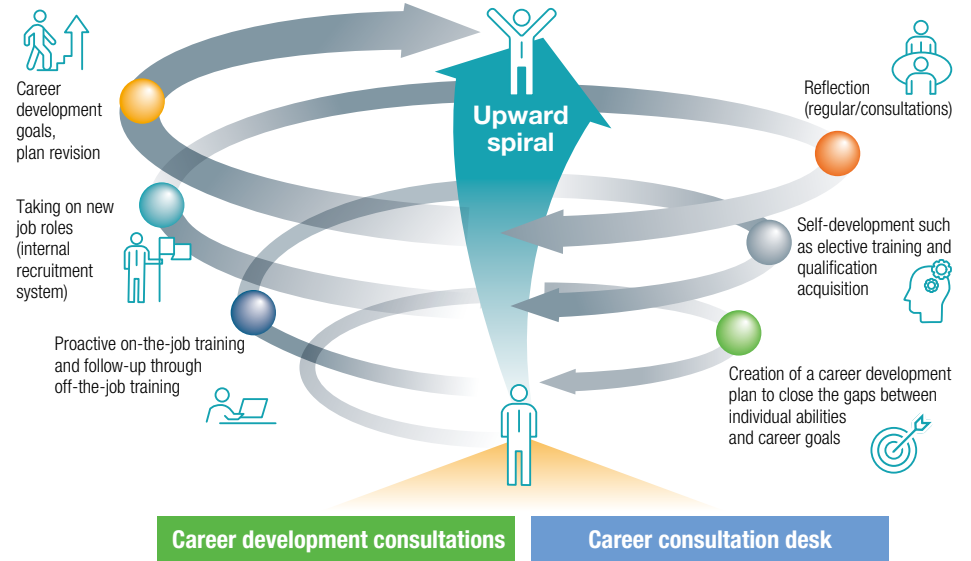 Career
development
goals,
plan revision
Upward
spiral
Reflection
(regular/consultations)
Taking on new
job roles
(internal
recruitment
system)
Self-development such
as elective training and
qualification
acquisition
Proactive on-the-job training
and follow-up through
off-the-job training
Creation of a career development
plan to close the gaps between
individual abilities
and career goals
Career development consultations
Career consultation desk